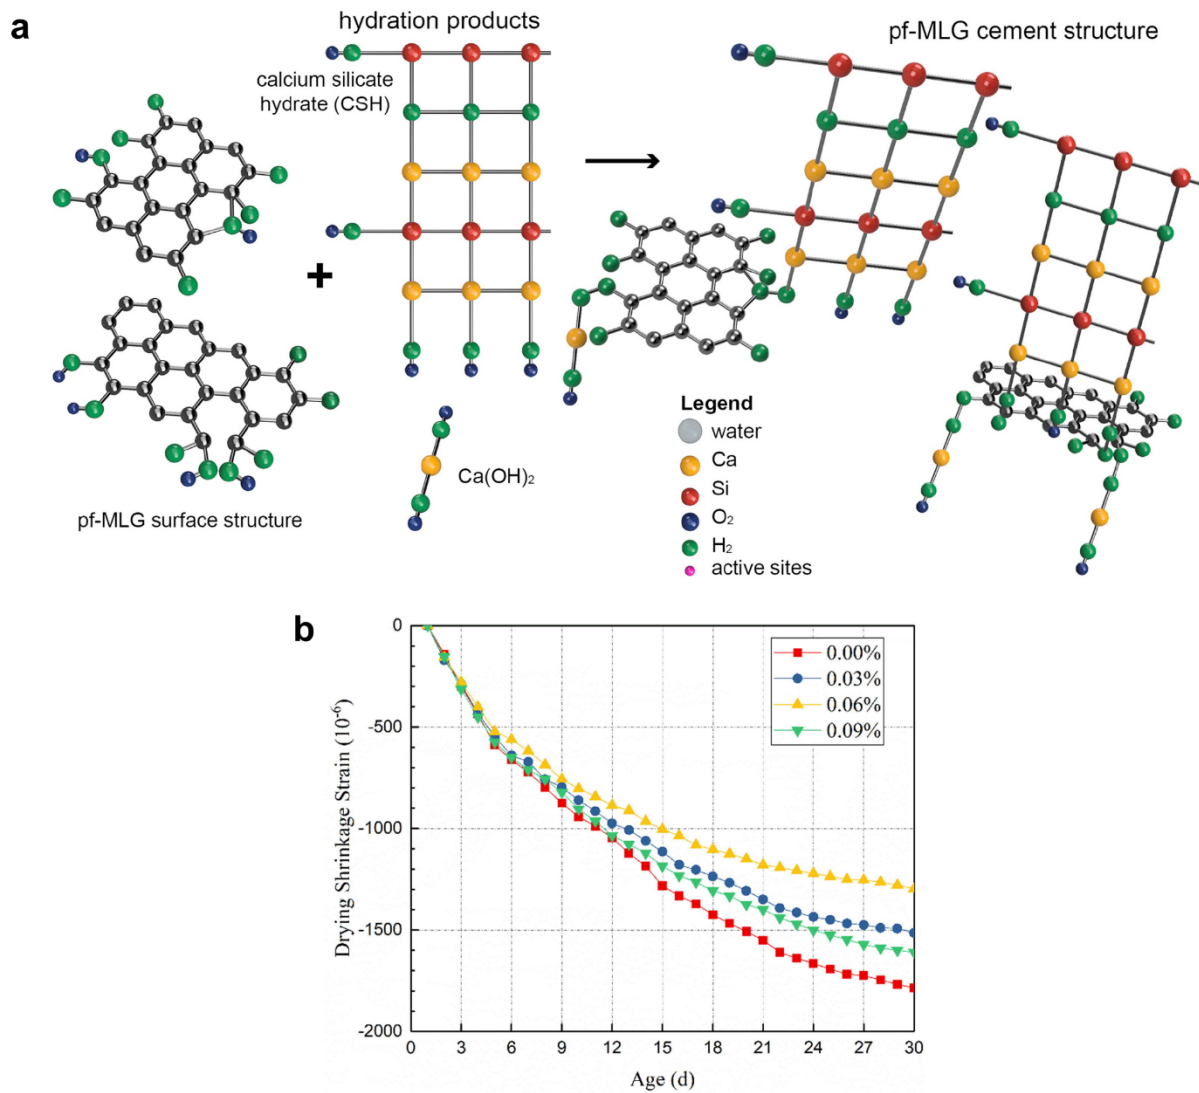 a
hydration products
calcium silicate
hydrate (CSH)
pf-MLG cement structure
+
Ca(OH)₂
pf-MLG surface structure
Legend
water
Ca
Si
O₂
H₂
active sites
b
0.00%
0.03%
0.06%
0.09%
Drying Shrinkage Strain (10⁻⁶)
0
-500
-1000
-1500
-2000
0 3 6 9 12 15 18 21 24 27 30
Age (d)